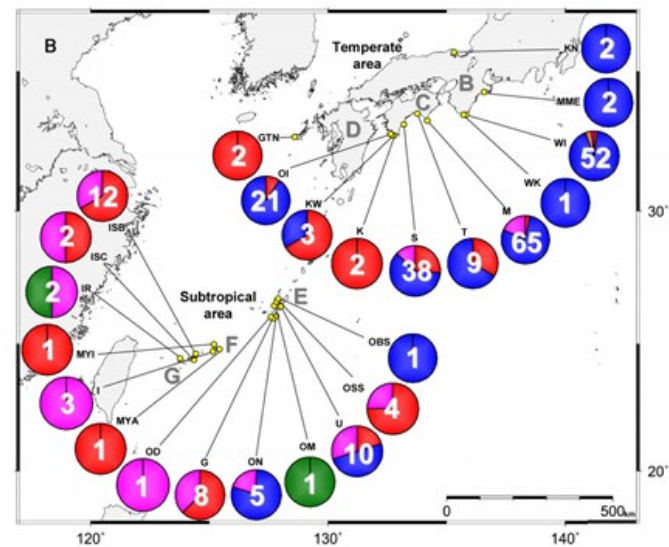 B
Temperate
area
KN
2
B
MME
2
C
D
GTN
2
WI
52
OI
21
WK
1
KW
3
K
2
S
38
T
9
M
65
30°
12
ISB
2
ISC
2
IR
Subtropical
area
E
1
MYI
F
G
OBS
1
3
I
OSS
4
1
MYA
OD
1
G
8
ON
5
OM
1
U
10
20°
0
500km
120°
130°
140°